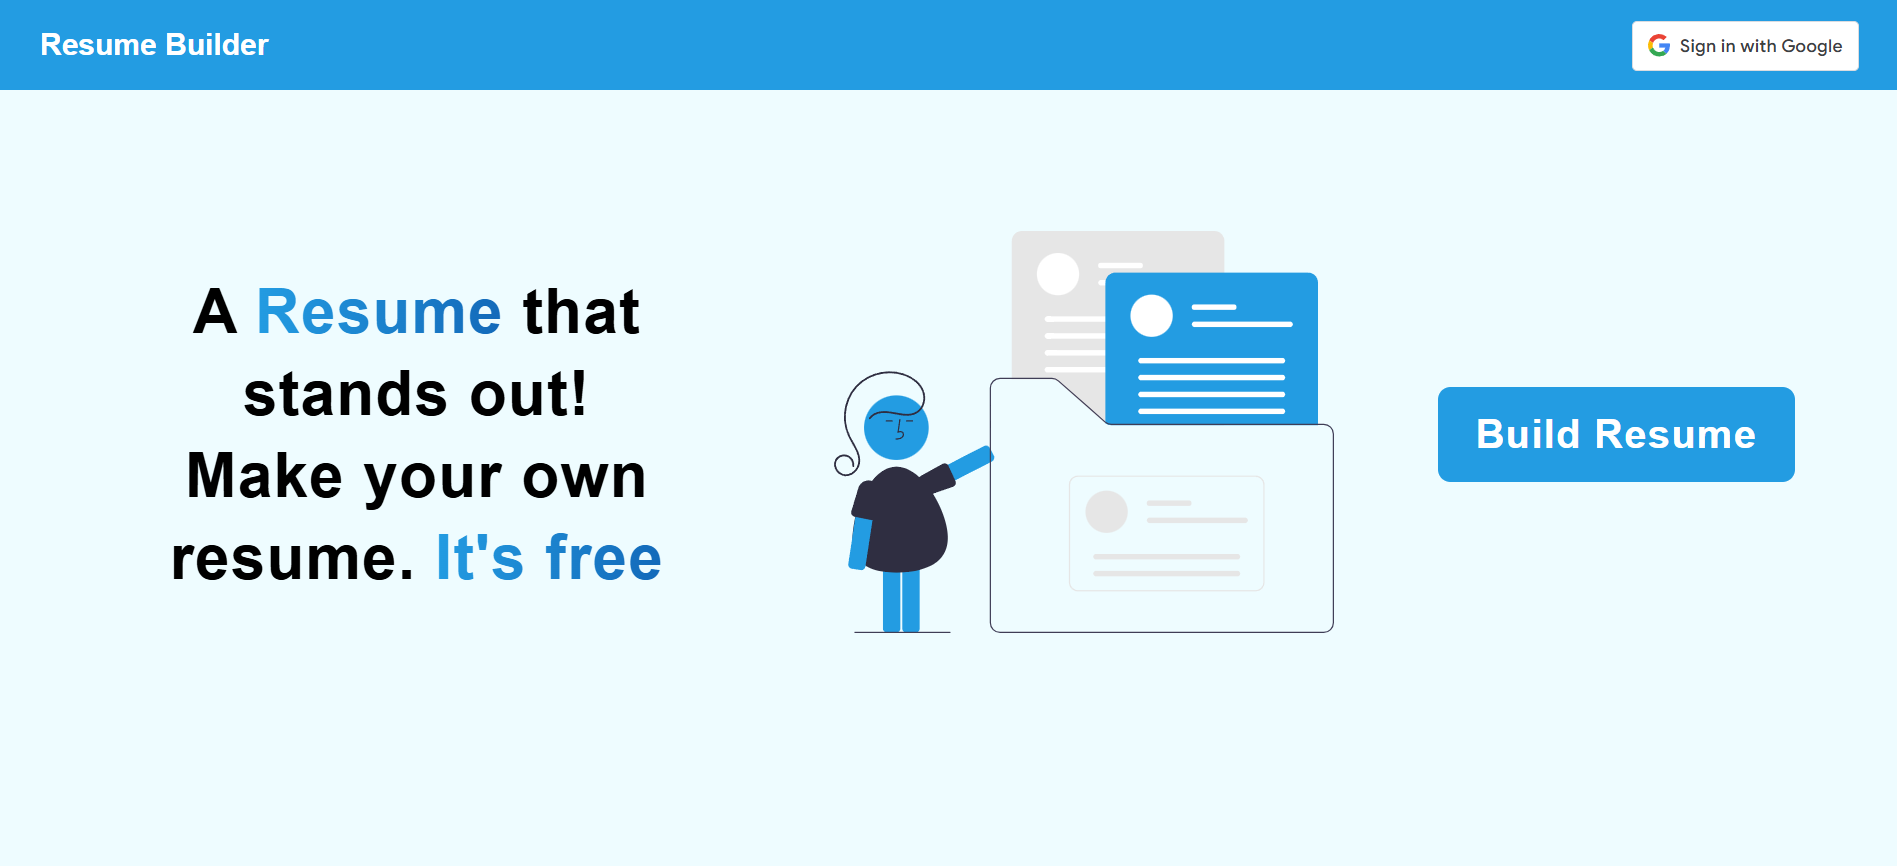 Resume Builder
Sign in with Google
A Resume that
stands out!
Make your own
resume. It's free
Build Resume